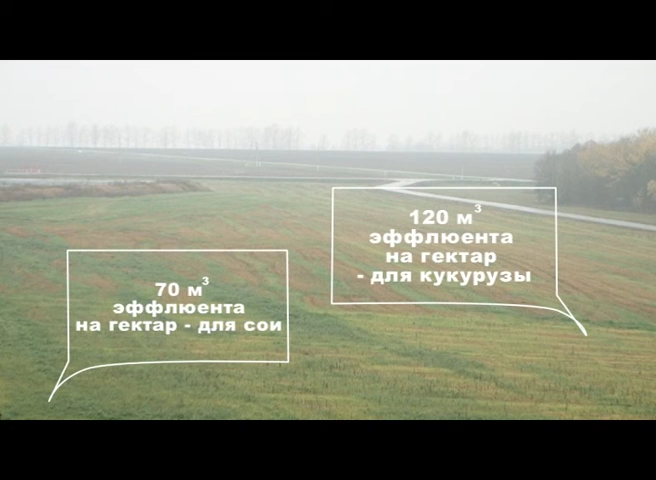 70 м³
эффлюента
на гектар - для сои
120 м³
эффлюента
на гектар
- для кукурузы